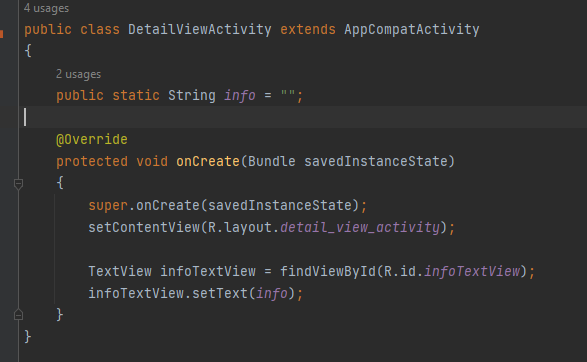 4 usages
public class DetailViewActivity extends AppCompatActivity
{
2 usages
public static String info = "";
@Override
protected void onCreate(Bundle savedInstanceState)
{
super.onCreate(savedInstanceState);
setContentView(R.layout.detail_view_activity);
TextView infoTextView = findViewById(R.id.infoTextView);
infoTextView.setText(info);
}
}